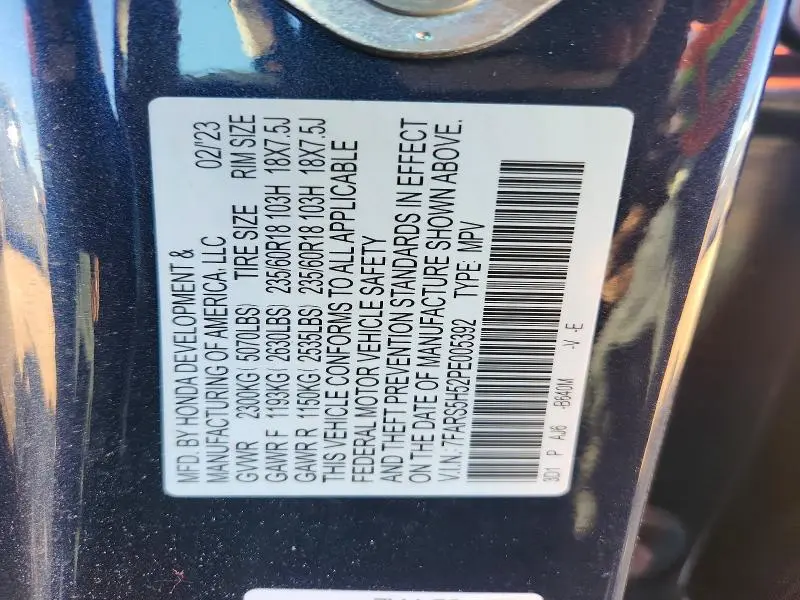 MFD. BY HONDA DEVELOPMENT &
MANUFACTURING OF AMERICA, LLC 02/'23
GVWR 2300KG( 5070LBS) TIRE SIZE RIM SIZE
GAWR F 1193KG( 2630LBS) 235/60R18 103H 18X7.5J
GAWR R 1150KG( 2535LBS) 235/60R18 103H 18X7.5J
THIS VEHICLE CONFORMS TO ALL APPLICABLE
FEDERAL MOTOR VEHICLE SAFETY
AND THEFT PREVENTION STANDARDS IN EFFECT
ON THE DATE OF MANUFACTURE SHOWN ABOVE.
V.I.N.: 7FARS5H52PE005392 TYPE: MPV
3D1 P AJ6 -B640M -V -E